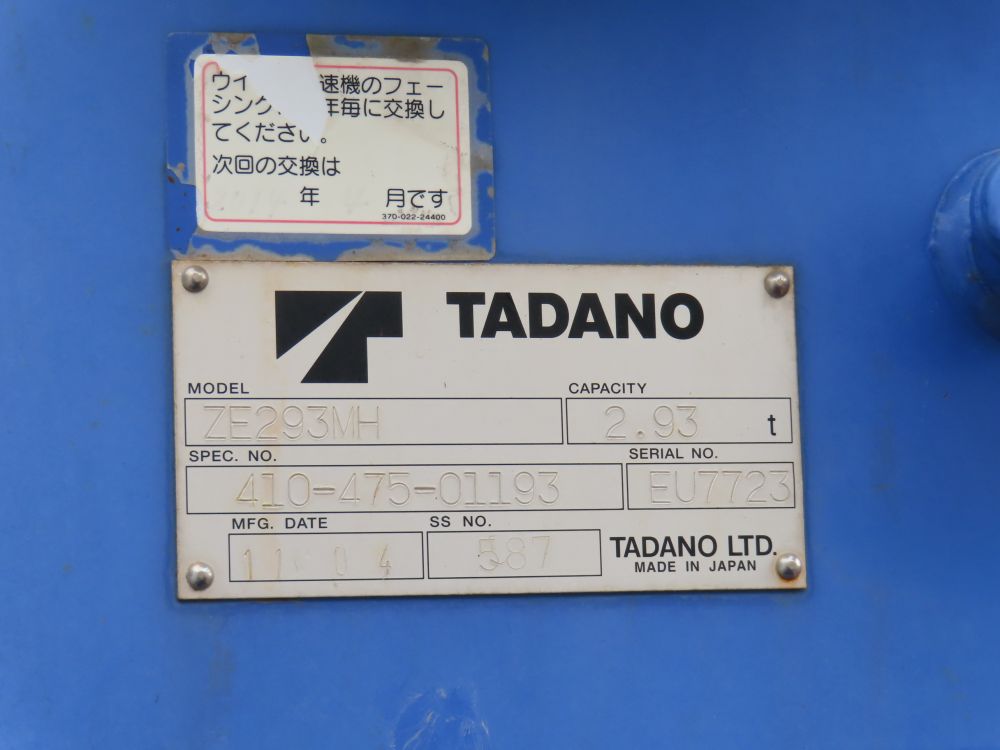 ウイ 速機のフェー
シング 年毎に交換し
てください。
次回の交換は
年 月です
370-022-24400
TADANO
MODEL CAPACITY
ZE293MH 2.93 t
SPEC. NO. SERIAL NO.
410-475-01193 EU7723
MFG. DATE SS NO.
11 04 587
TADANO LTD.
MADE IN JAPAN